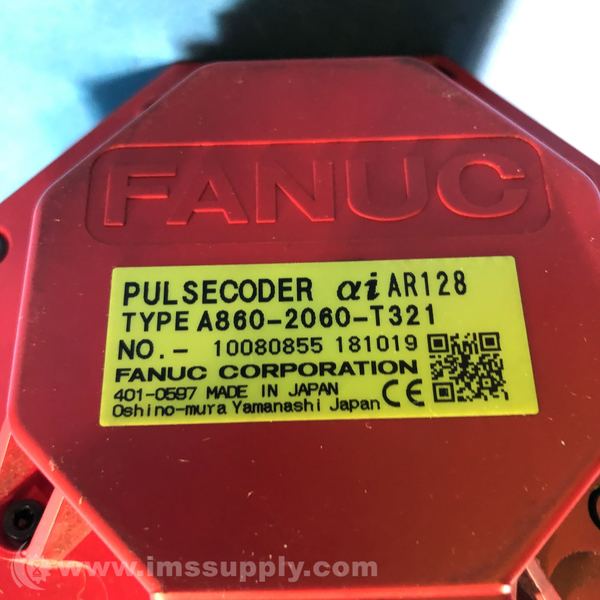 FANUC
PULSECODER αi AR128
TYPE A860-2060-T321
NO.- 10080855 181019
FANUC CORPORATION
401-0597 MADE IN JAPAN
Oshino-mura Yamanashi Japan CE
www.imssupply.com